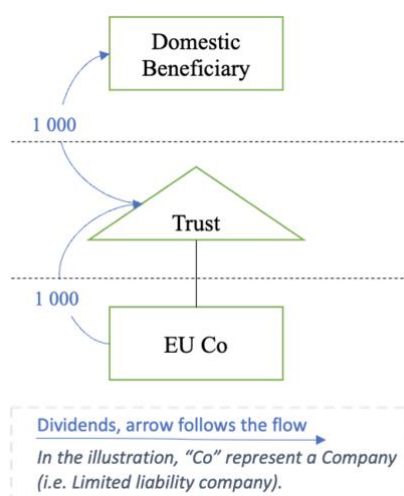 Domestic
Beneficiary
1 000
Trust
1 000
EU Co
Dividends, arrow follows the flow
In the illustration, “Co” represent a Company
(i.e. Limited liability company).